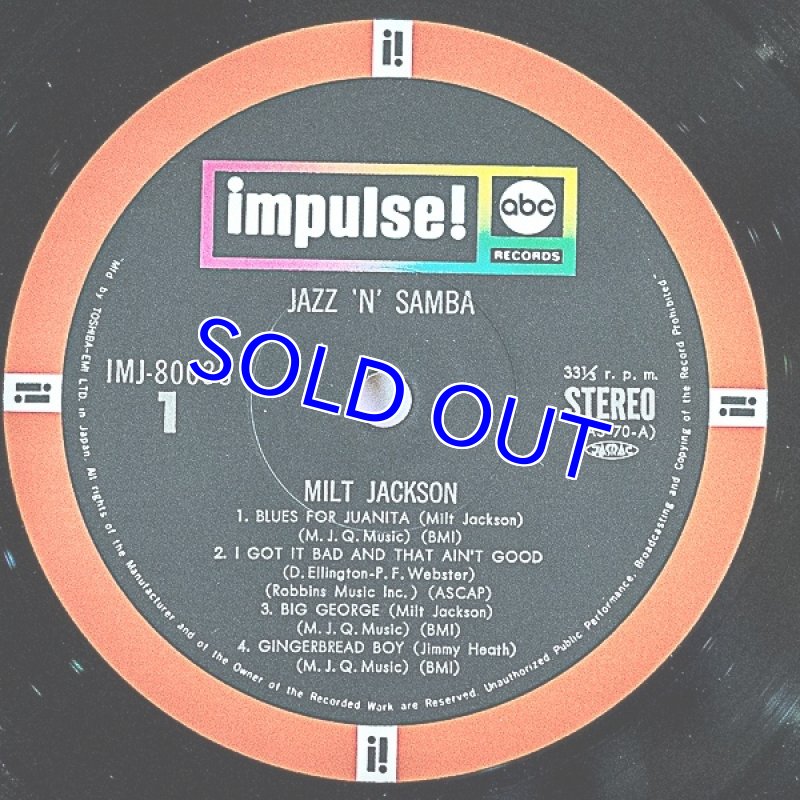 i!
impulse!
abc
RECORDS
JAZZ 'N' SAMBA
SOLD OUT
331/3 r. p. m.
1
STEREO
JASRAC
MILT JACKSON
1. BLUES FOR JUANITA (Milt Jackson)
(M. J. Q. Music) (BMI)
2. I GOT IT BAD AND THAT AIN'T GOOD
(D. Ellington-P. F. Webster)
(Robbins Music Inc.) (ASCAP)
3. BIG GEORGE (Milt Jackson)
(M. J. Q. Music) (BMI)
4. GINGERBREAD BOY (Jimmy Heath)
(M. J. Q. Music) (BMI)
"Mfd by TOSHIBA-EMI LTD. in Japan. All rights of the Manufacturer and of the Owner of the Recorded Work are Reserved. Unauthorized Public Performance, Broadcasting and Copying of the Record Prohibited"
i!
i!
i!